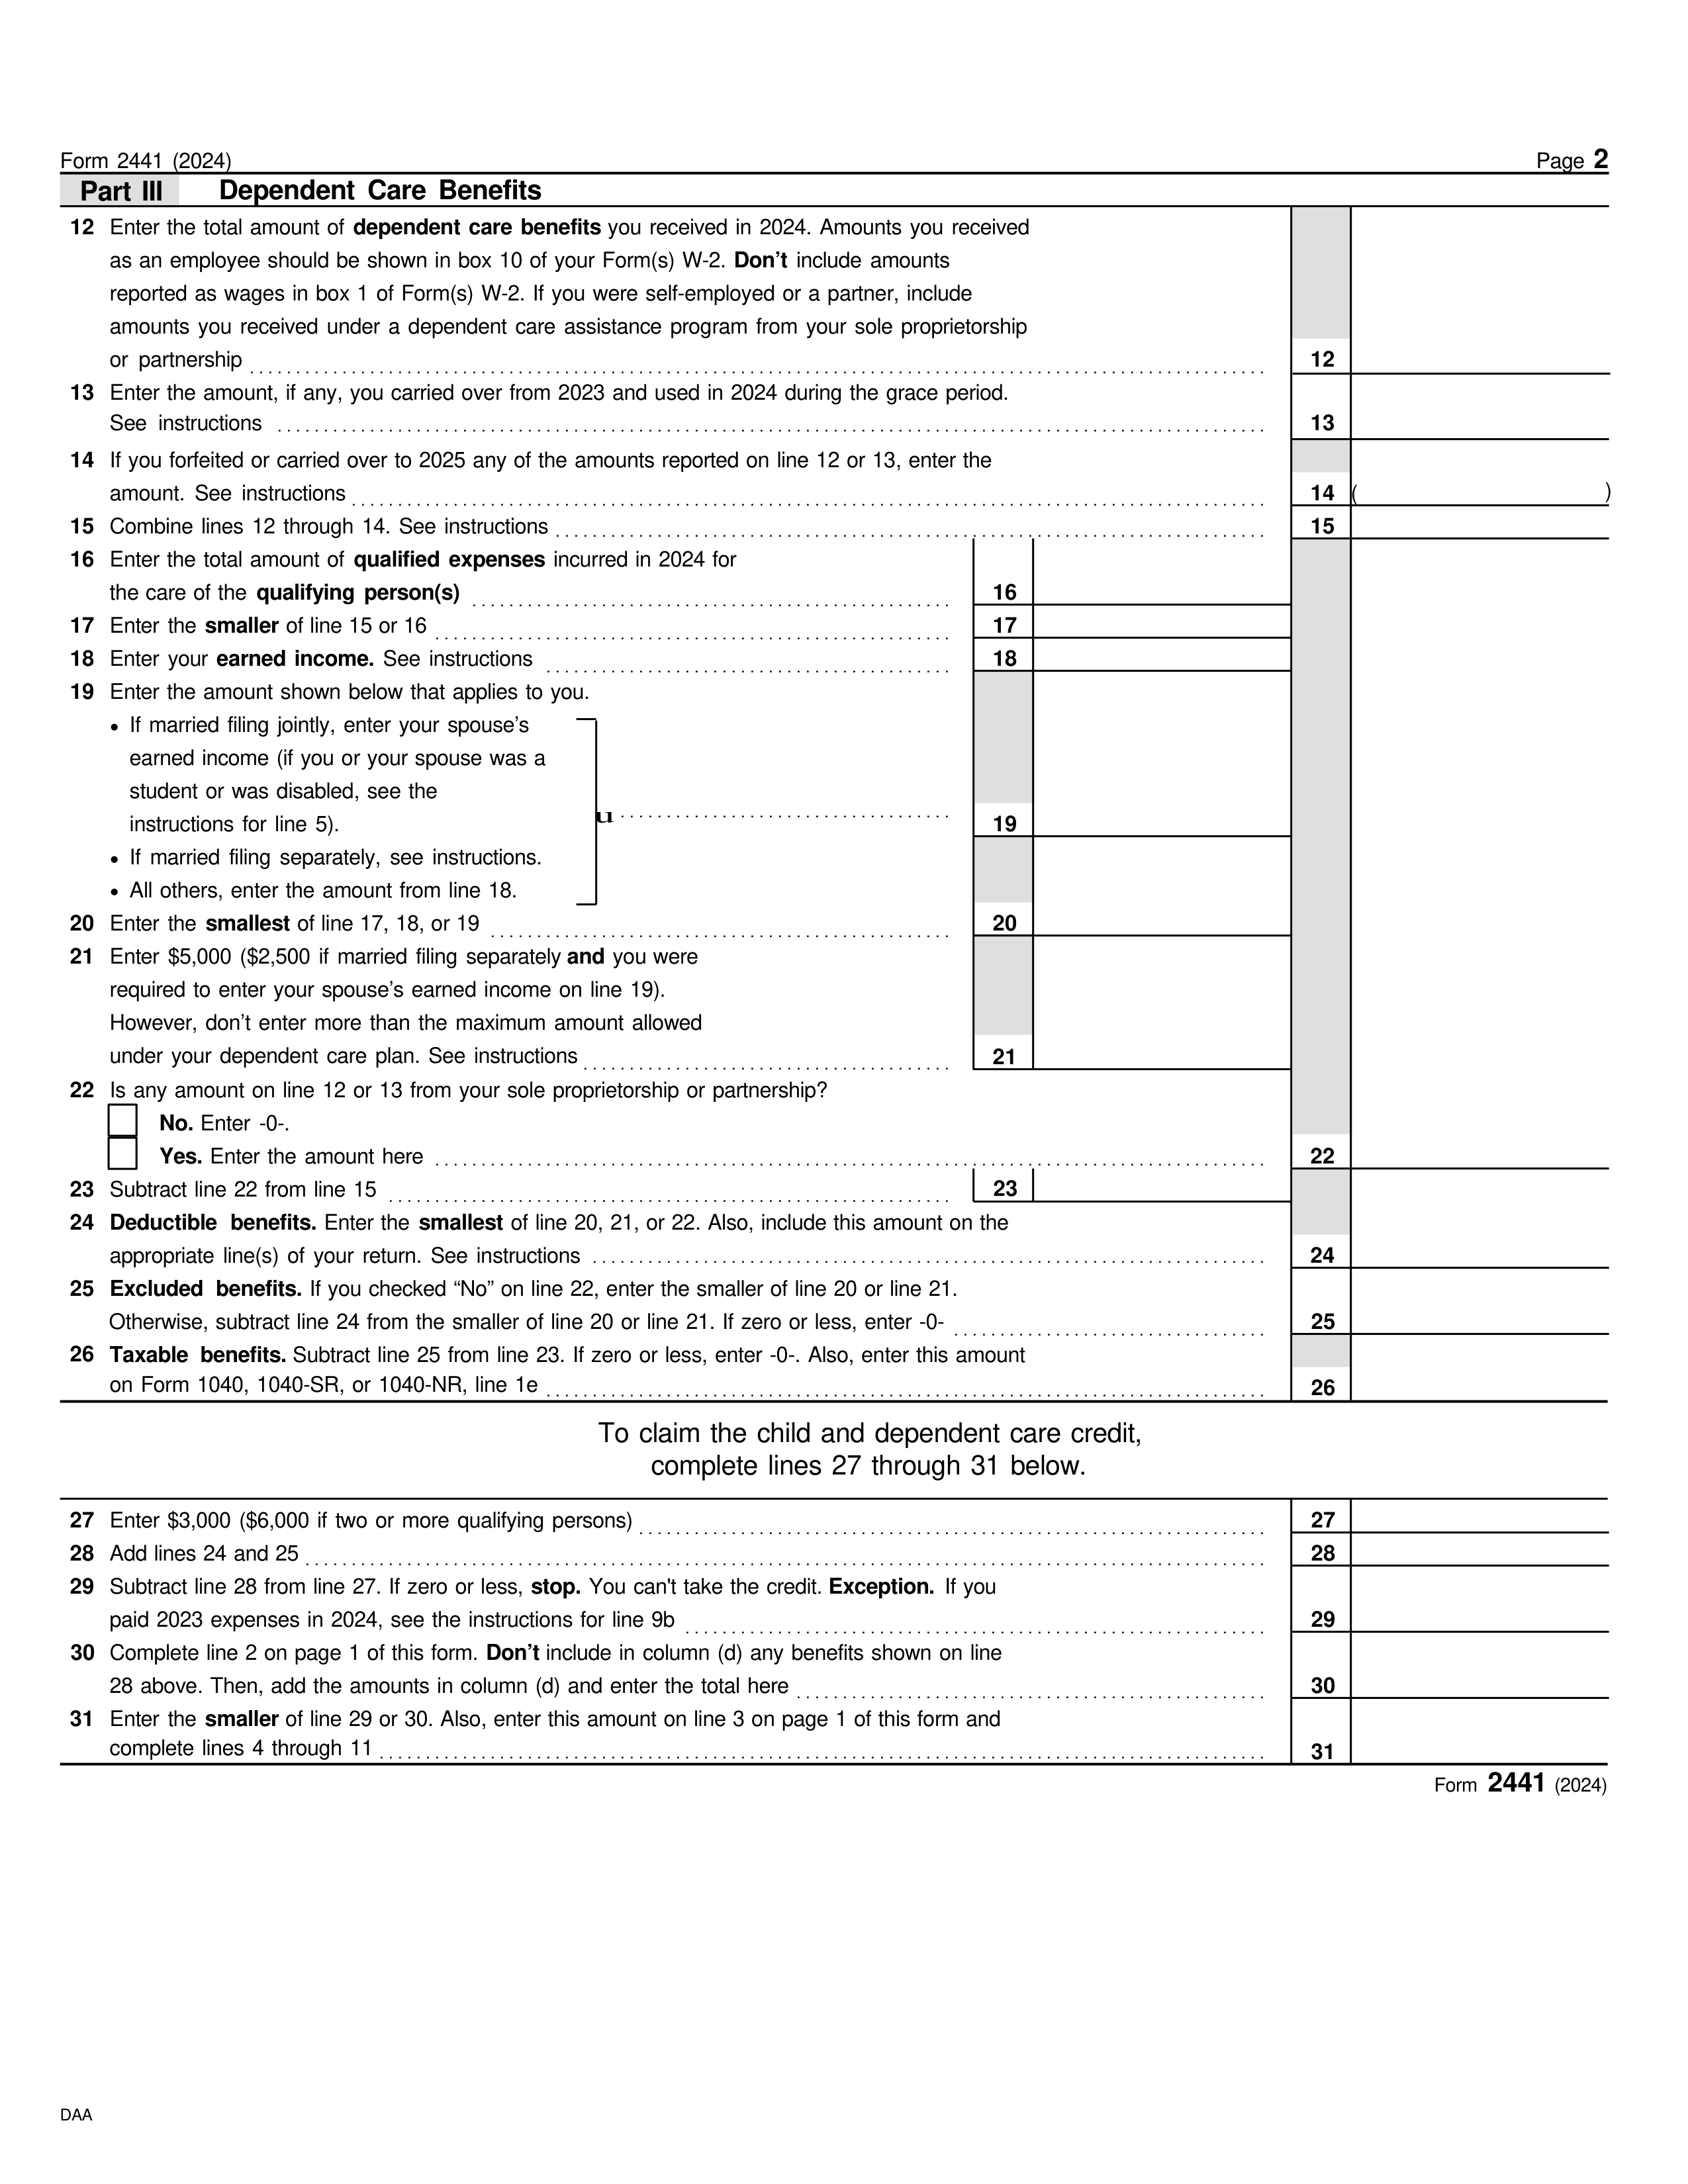 Form 2441 (2024) Page 2
Part III Dependent Care Benefits
12 Enter the total amount of dependent care benefits you received in 2024. Amounts you received
as an employee should be shown in box 10 of your Form(s) W-2. Don't include amounts
reported as wages in box 1 of Form(s) W-2. If you were self-employed or a partner, include
amounts you received under a dependent care assistance program from your sole proprietorship
or partnership 12
13 Enter the amount, if any, you carried over from 2023 and used in 2024 during the grace period.
See instructions 13
14 If you forfeited or carried over to 2025 any of the amounts reported on line 12 or 13, enter the
amount. See instructions 14 ( )
15 Combine lines 12 through 14. See instructions 15
16 Enter the total amount of qualified expenses incurred in 2024 for
the care of the qualifying person(s) 16
17 Enter the smaller of line 15 or 16 17
18 Enter your earned income. See instructions 18
19 Enter the amount shown below that applies to you.
• If married filing jointly, enter your spouse's
earned income (if you or your spouse was a
student or was disabled, see the
instructions for line 5). u 19
• If married filing separately, see instructions.
• All others, enter the amount from line 18.
20 Enter the smallest of line 17, 18, or 19 20
21 Enter $5,000 ($2,500 if married filing separately and you were
required to enter your spouse's earned income on line 19).
However, don't enter more than the maximum amount allowed
under your dependent care plan. See instructions 21
22 Is any amount on line 12 or 13 from your sole proprietorship or partnership?
No. Enter -0-.
Yes. Enter the amount here 22
23 Subtract line 22 from line 15 23
24 Deductible benefits. Enter the smallest of line 20, 21, or 22. Also, include this amount on the
appropriate line(s) of your return. See instructions 24
25 Excluded benefits. If you checked “No” on line 22, enter the smaller of line 20 or line 21.
Otherwise, subtract line 24 from the smaller of line 20 or line 21. If zero or less, enter -0- 25
26 Taxable benefits. Subtract line 25 from line 23. If zero or less, enter -0-. Also, enter this amount
on Form 1040, 1040-SR, or 1040-NR, line 1e 26
To claim the child and dependent care credit,
complete lines 27 through 31 below.
27 Enter $3,000 ($6,000 if two or more qualifying persons) 27
28 Add lines 24 and 25 28
29 Subtract line 28 from line 27. If zero or less, stop. You can't take the credit. Exception. If you
paid 2023 expenses in 2024, see the instructions for line 9b 29
30 Complete line 2 on page 1 of this form. Don't include in column (d) any benefits shown on line
28 above. Then, add the amounts in column (d) and enter the total here 30
31 Enter the smaller of line 29 or 30. Also, enter this amount on line 3 on page 1 of this form and
complete lines 4 through 11 31
Form 2441 (2024)
DAA